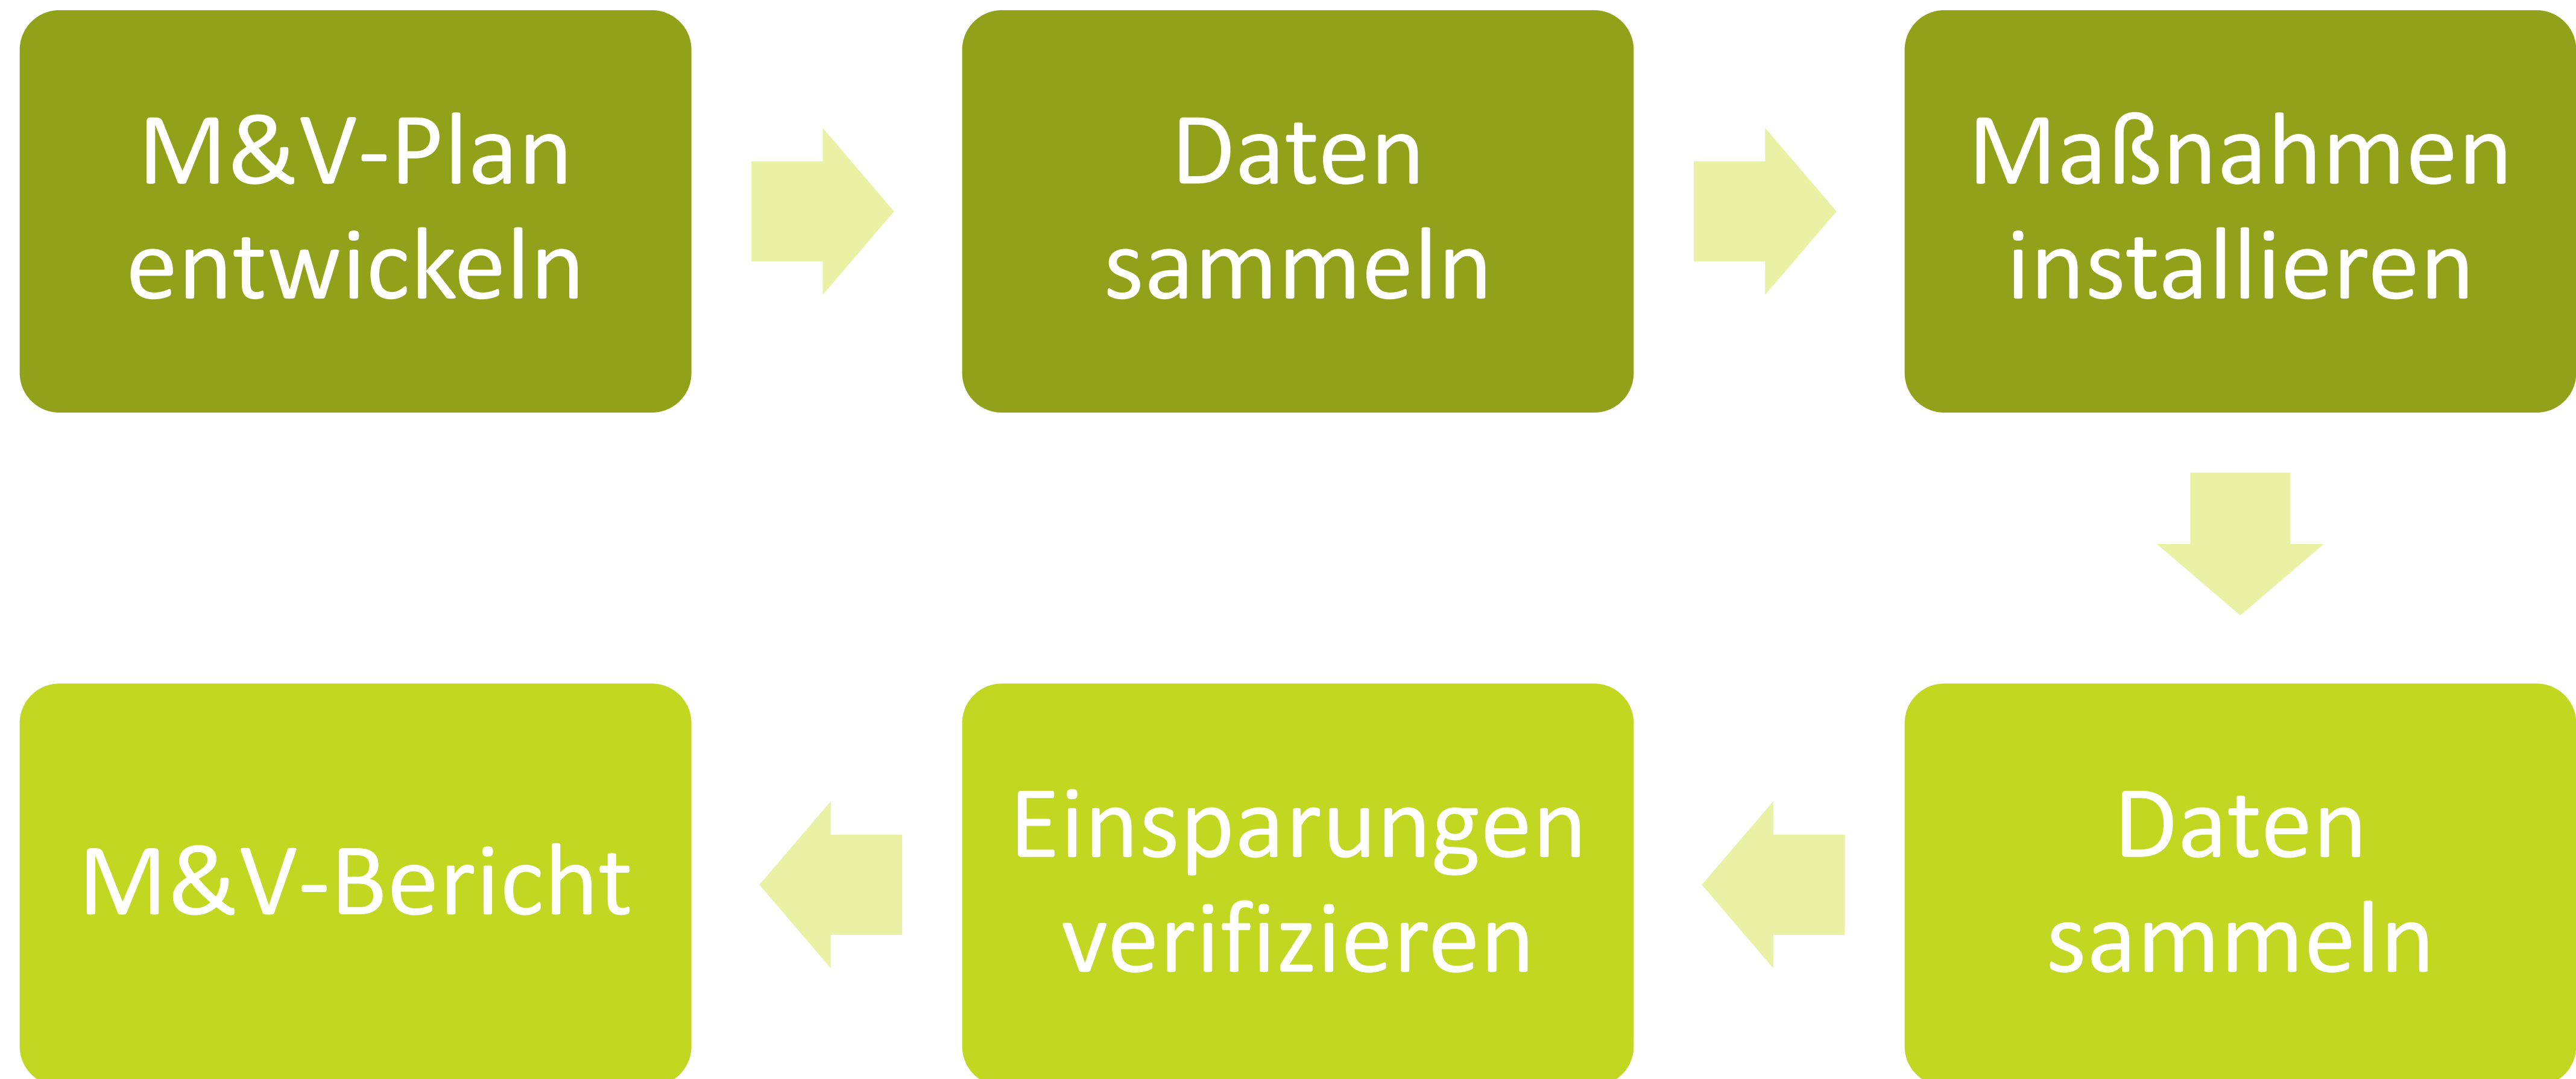 M&V-Plan
entwickeln
Daten
sammeln
Maßnahmen
installieren
Daten
sammeln
Einsparungen
verifizieren
M&V-Bericht